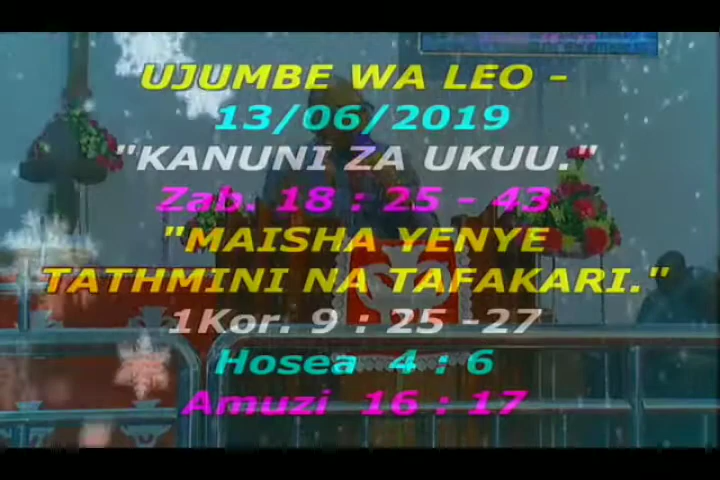 UJUMBE WA LEO -
13/06/2019
"KANUNI ZA UKUU."
Zab. 18 : 25 - 43
"MAISHA YENYE
TATHMINI NA TAFAKARI."
1Kor. 9 : 25 -27
Hosea 4 : 6
Amuzi 16 : 17